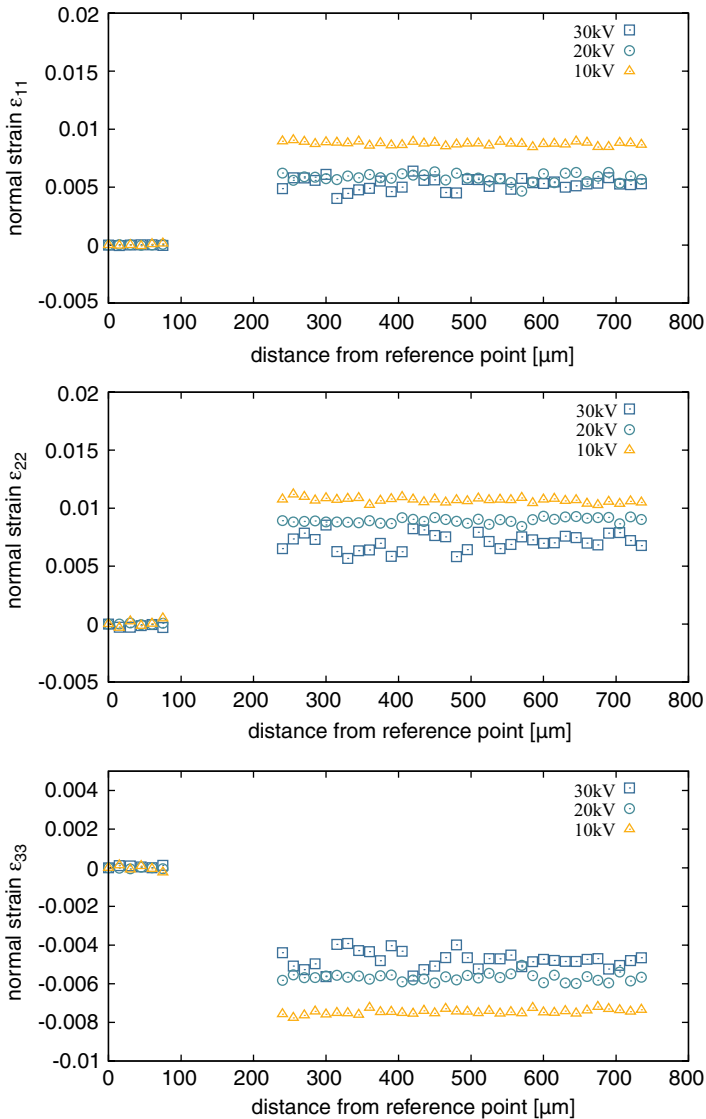 0.02
30kV
20kV
0.015
10kV
0.01
normal strain ε11
0.005
0
-0.005
0 100 200 300 400 500 600 700 800
distance from reference point [µm]
0.02
30kV
20kV
0.015
10kV
0.01
normal strain ε22
0.005
0
-0.005
0 100 200 300 400 500 600 700 800
distance from reference point [µm]
0.004
30kV
20kV
0.002
10kV
0
-0.002
normal strain ε33
-0.004
-0.006
-0.008
-0.01
0 100 200 300 400 500 600 700 800
distance from reference point [µm]